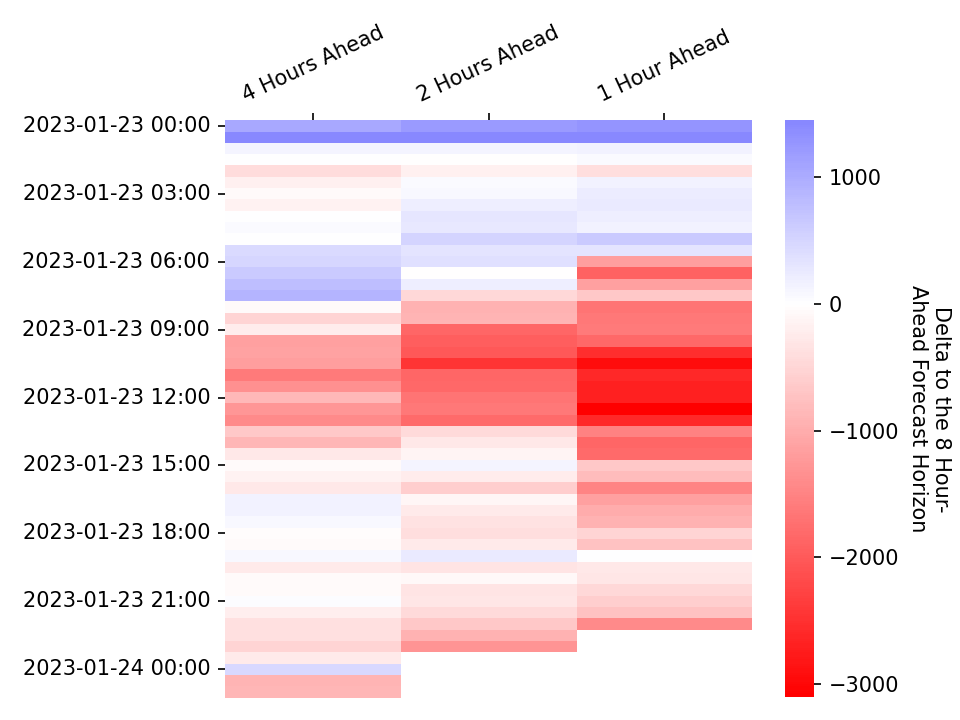 4 Hours Ahead
2 Hours Ahead
1 Hour Ahead
2023-01-23 00:00
2023-01-23 03:00
2023-01-23 06:00
2023-01-23 09:00
2023-01-23 12:00
2023-01-23 15:00
2023-01-23 18:00
2023-01-23 21:00
2023-01-24 00:00
1000
0
−1000
−2000
−3000
Delta to the 8 Hour-
Ahead Forecast Horizon